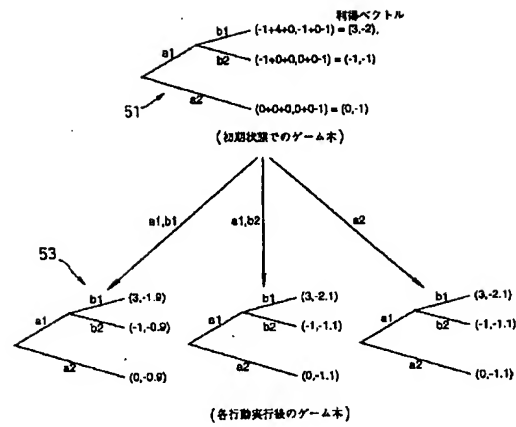 利得ベクトル
b1 (-1+4+0,-1+0-1) = {3,-2},
a1
b2 (-1+0+0,0+0-1) = (-1,-1)
51 a2 {0+0+0,0+0-1} = {0,-1}
(初期状態でのゲーム木)
a1,b1 a1,b2 a2
53
b1 {3,-1.9) b1 {3,-2.1) b1 {3,-2.1}
a1 b2 (-1,-0.9) a1 b2 (-1,-1.1) a1 b2 (-1,-1.1)
a2 {0,-0.9) a2 {0,-1.1) a2 {0,-1.1}
(各行動実行後のゲーム木)